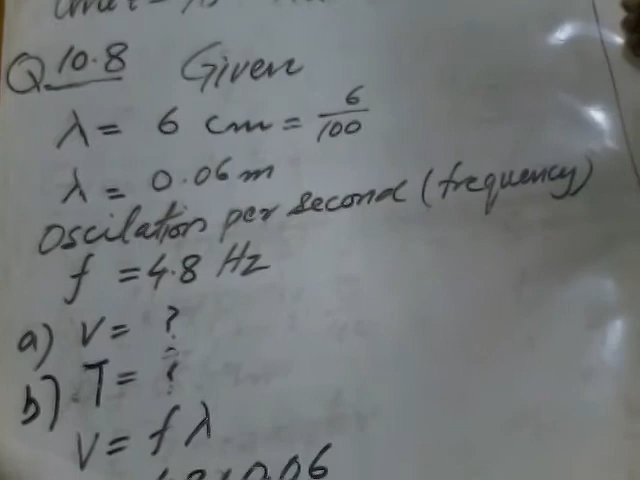 Q 10.8 Given
λ = 6 cm = 6/100
λ = 0.06 m
Oscilation per second (frequency)
f = 4.8 Hz
a) V = ?
b) T = ?
V = f λ